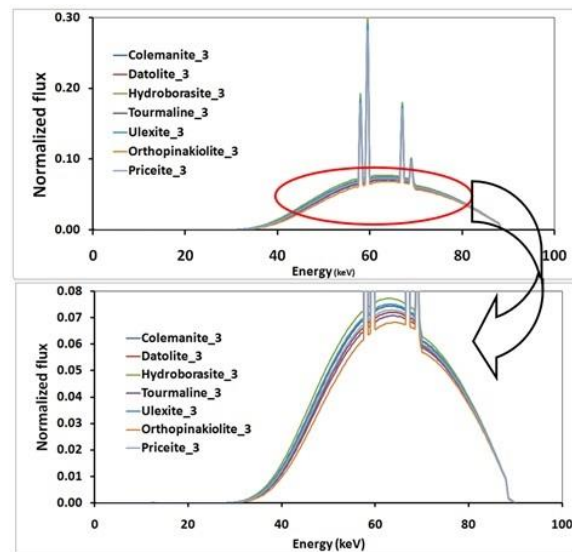 Normalized flux
0.30
0.20
0.10
0.00
Colemanite_3
Datolite_3
Hydroborasite_3
Tourmaline_3
Ulexite_3
Orthopinakiolite_3
Priceite_3
0 20 40 60 80 100
Energy (keV)
Normalized flux
0.08
0.07
0.06
0.05
0.04
0.03
0.02
0.01
0.00
Colemanite_3
Datolite_3
Hydroborasite_3
Tourmaline_3
Ulexite_3
Orthopinakiolite_3
Priceite_3
0 20 40 60 80 100
Energy (keV)